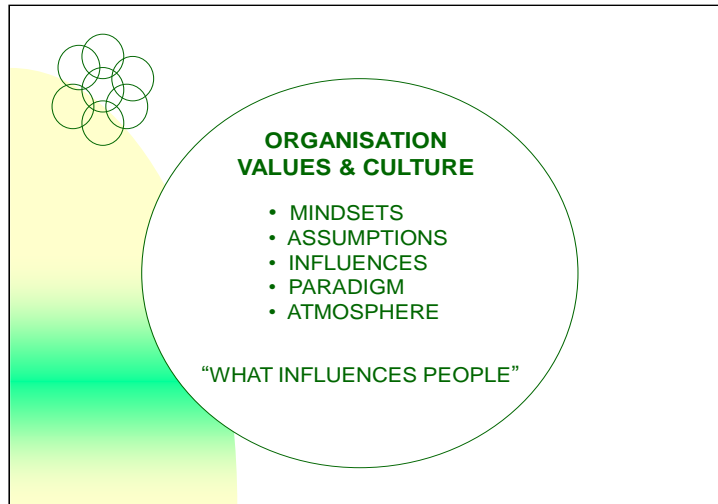 ORGANISATION
VALUES & CULTURE
• MINDSETS
• ASSUMPTIONS
• INFLUENCES
• PARADIGM
• ATMOSPHERE
“WHAT INFLUENCES PEOPLE”